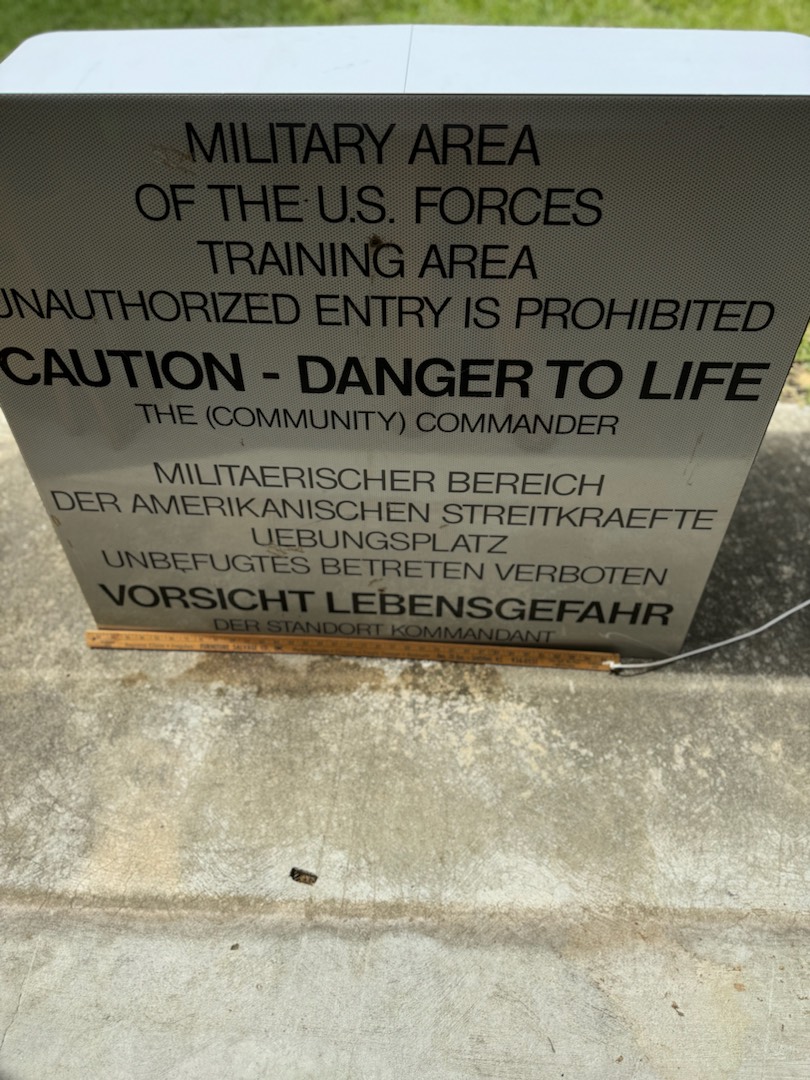 MILITARY AREA
OF THE U.S. FORCES
TRAINING AREA
UNAUTHORIZED ENTRY IS PROHIBITED
CAUTION - DANGER TO LIFE
THE (COMMUNITY) COMMANDER
MILITAERISCHER BEREICH
DER AMERIKANISCHEN STREITKRAEFTE
UEBUNGSPLATZ
UNBEFUGTES BETRETEN VERBOTEN
VORSICHT LEBENSGEFAHR
DER STANDORT KOMMANDANT